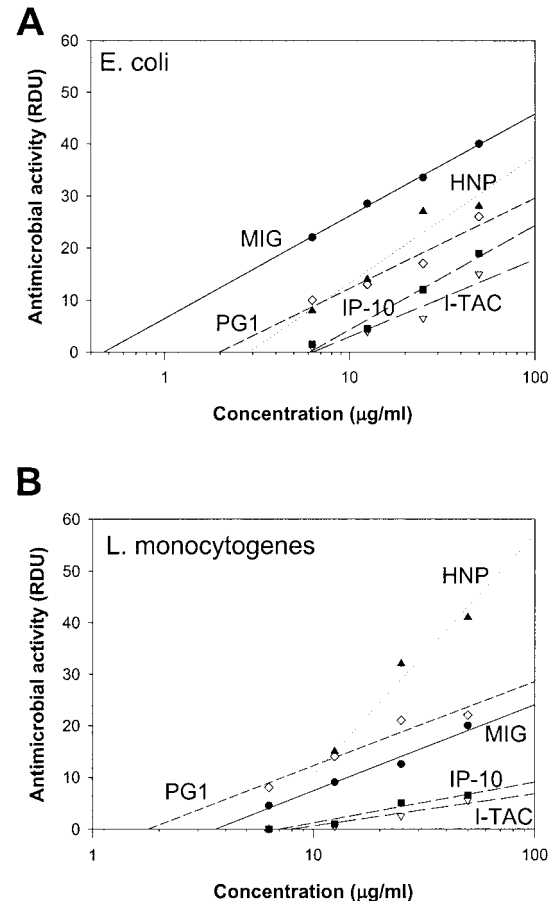 A
E. coli
Antimicrobial activity (RDU)
60
50
40
30
20
10
0
MIG
HNP
PG1
IP-10
I-TAC
1
10
100
Concentration (µg/ml)
B
L. monocytogenes
Antimicrobial activity (RDU)
60
50
40
30
20
10
0
HNP
MIG
PG1
IP-10
I-TAC
1
10
100
Concentration (µg/ml)